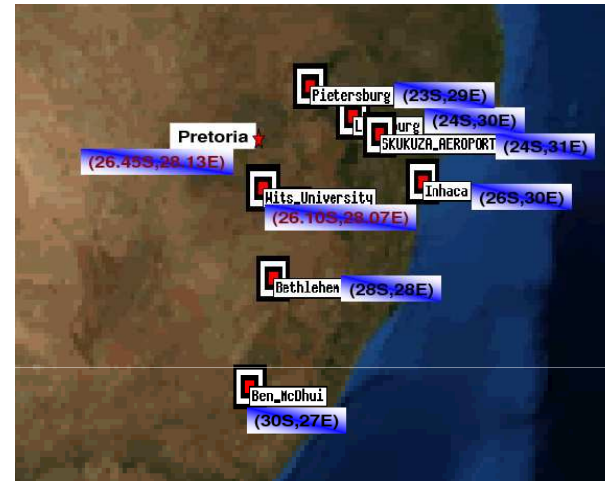 Pietersburg (23S,29E)
(24S,30E)
SKUKUZA_AEROPORT (24S,31E)
Pretoria
(26.45S,28.13E)
Wits_University
(26.10S,28.07E)
Inhaca (26S,30E)
Bethlehem (28S,28E)
Ben_McDhui
(30S,27E)